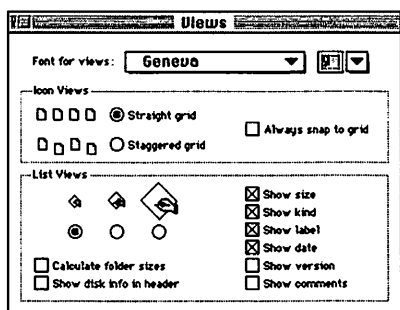 Views
Font for views: Geneva
Icon Views
Straight grid
Always snap to grid
Staggered grid
List Views
Show size
Show kind
Show label
Show date
Calculate folder sizes
Show version
Show disk info in header
Show comments